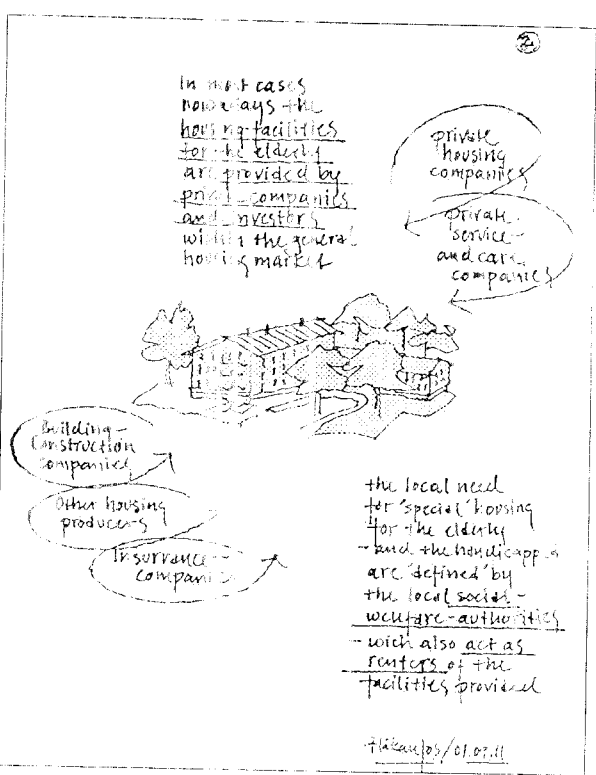 In most cases
nowadays the
housing-facilities
for the elderly
are provided by
privat companies
and investors
within the general
housing market
private
housing
companies
private
service-
and care
companies
Building-
Construction
companies
Other housing
producers
Insurrance-
companies
the local need
for 'special' housing
for the elderly
- and the handicapped
are 'defined' by
the local social-
welfare-authorities
- wich also act as
renters of the
facilities provided